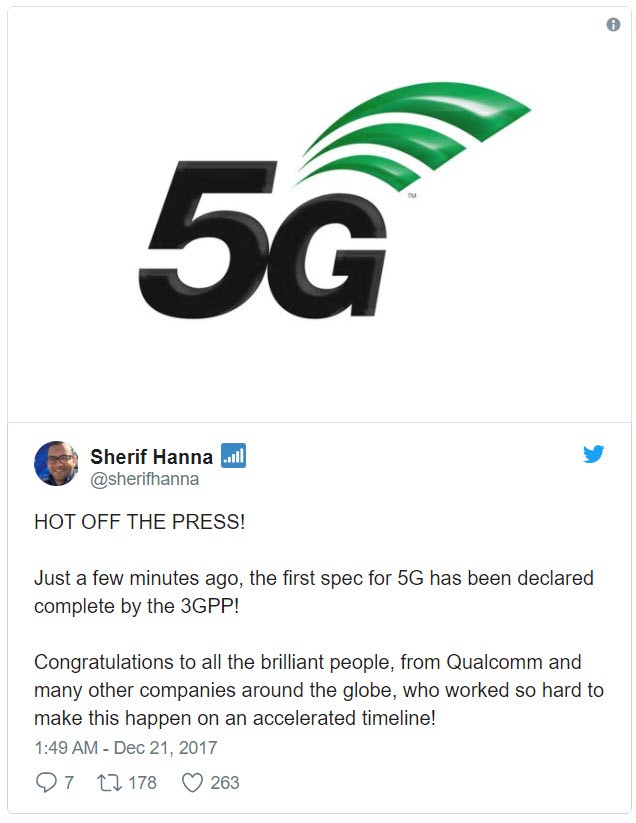 5G
TM
Sherif Hanna
@sherifhanna
HOT OFF THE PRESS!
Just a few minutes ago, the first spec for 5G has been declared
complete by the 3GPP!
Congratulations to all the brilliant people, from Qualcomm and
many other companies around the globe, who worked so hard to
make this happen on an accelerated timeline!
1:49 AM - Dec 21, 2017
7 178 263